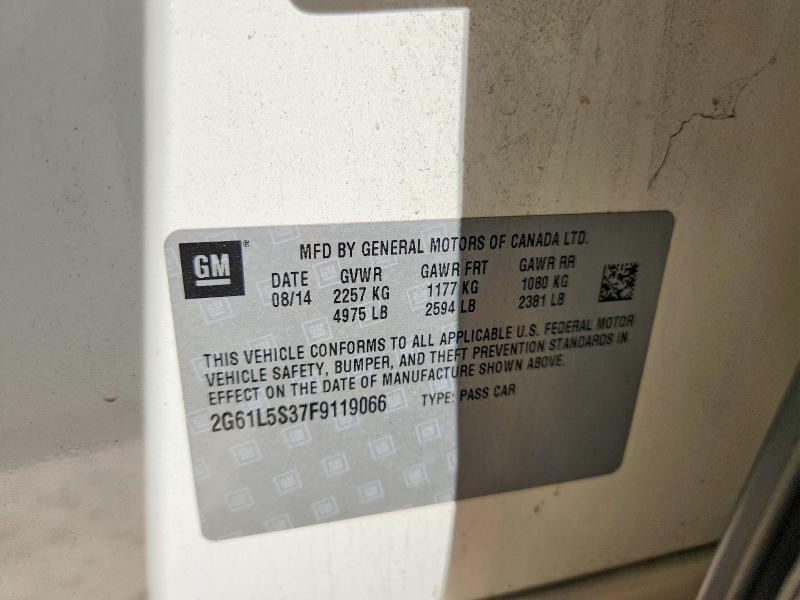 GM
MFD BY GENERAL MOTORS OF CANADA LTD.
DATE GVWR GAWR FRT GAWR RR
08/14 2257 KG 1177 KG 1080 KG
4975 LB 2594 LB 2381 LB
THIS VEHICLE CONFORMS TO ALL APPLICABLE U.S. FEDERAL MOTOR
VEHICLE SAFETY, BUMPER, AND THEFT PREVENTION STANDARDS IN
EFFECT ON THE DATE OF MANUFACTURE SHOWN ABOVE.
2G61L5S37F9119066 TYPE: PASS CAR